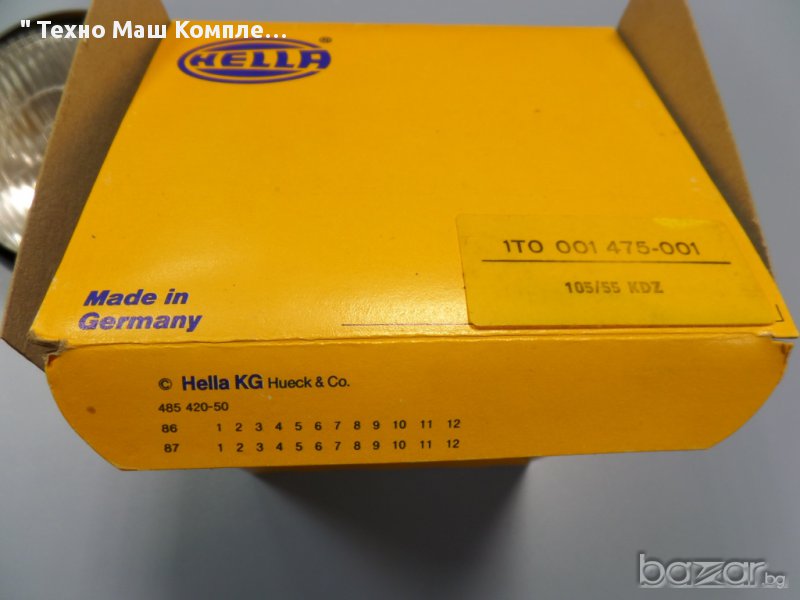 " Техно Маш Компле...
HELLA ®
1TO 001 475-001
105/55 KDZ
Made in
Germany
© Hella KG Hueck & Co.
485 420-50
86 1 2 3 4 5 6 7 8 9 10 11 12
87 1 2 3 4 5 6 7 8 9 10 11 12
bazar.bg